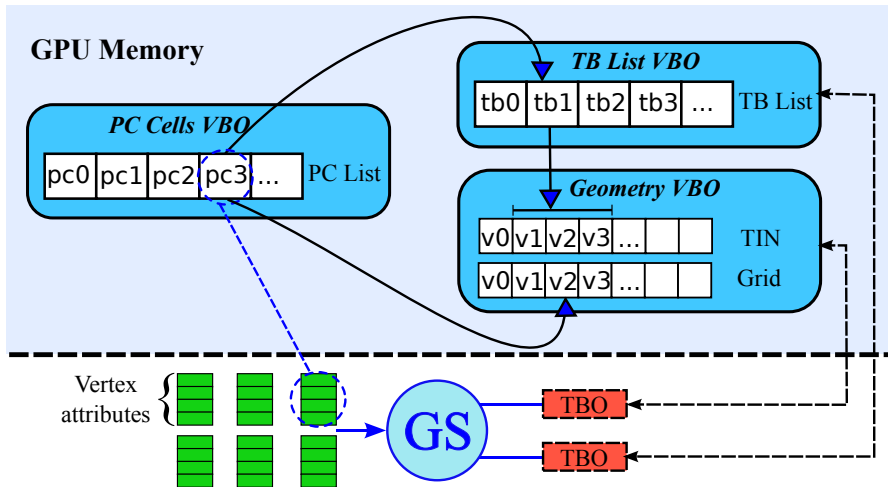 GPU Memory
TB List VBO
tb0 tb1 tb2 tb3 ... TB List
PC Cells VBO
pc0 pc1 pc2 pc3 ... PC List
Geometry VBO
v0 v1 v2 v3 ... TIN
v0 v1 v2 v3 ... Grid
Vertex
attributes
GS
TBO
TBO